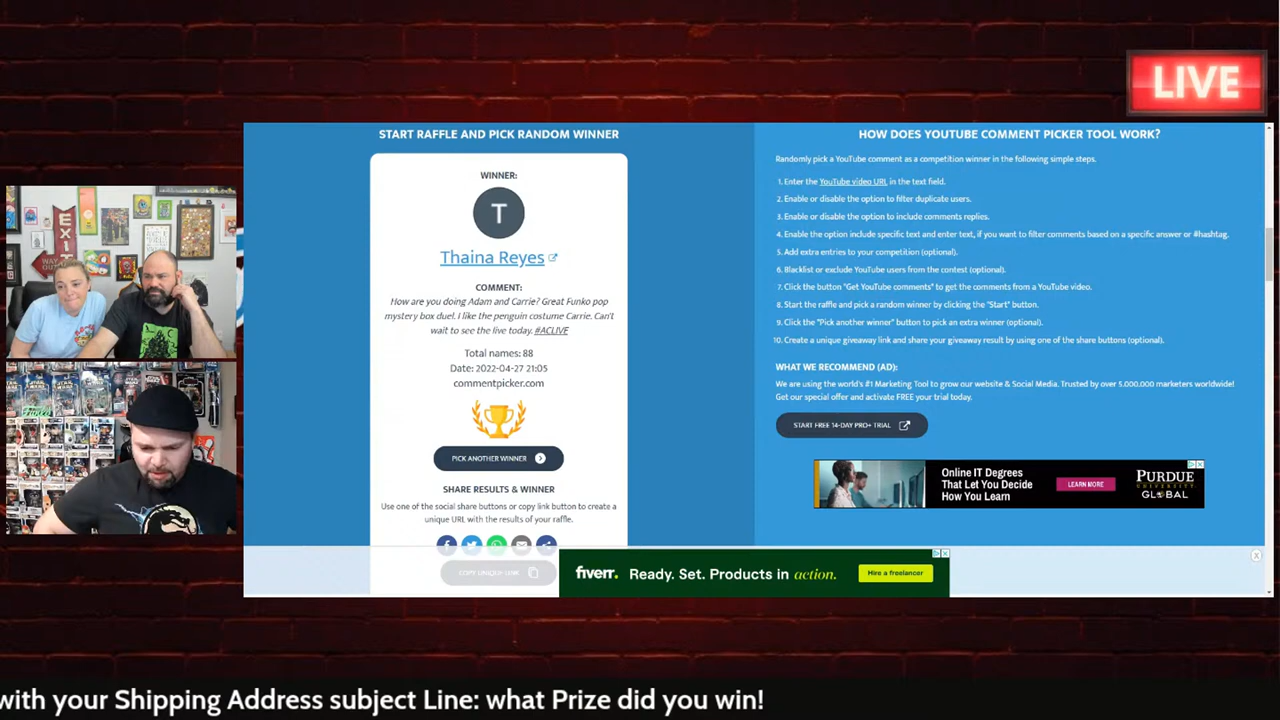 LIVE
START RAFFLE AND PICK RANDOM WINNER
WINNER:
T
Thaina Reyes
COMMENT:
How are you doing Adam and Carrie? Great Funko pop
mystery box duel. I like the penguin costume Carrie. Can't
wait to see the live today. #ACLIVE
Total names: 88
Date: 2022-04-27 21:05
commentpicker.com
PICK ANOTHER WINNER
SHARE RESULTS & WINNER
Use one of the social share buttons or copy link button to create a
unique URL with the results of your raffle.
COPY UNIQUE LINK
HOW DOES YOUTUBE COMMENT PICKER TOOL WORK?
Randomly pick a YouTube comment as a competition winner in the following simple steps.
1. Enter the YouTube video URL in the text field.
2. Enable or disable the option to filter duplicate users.
3. Enable or disable the option to include comments replies.
4. Enable the option include specific text and enter text, if you want to filter comments based on a specific answer or #hashtag.
5. Add extra entries to your competition (optional).
6. Blacklist or exclude YouTube users from the contest (optional).
7. Click the button "Get YouTube comments" to get the comments from a YouTube video.
8. Start the raffle and pick a random winner by clicking the "Start" button.
9. Click the "Pick another winner" button to pick an extra winner (optional).
10. Create a unique giveaway link and share your giveaway result by using one of the share buttons (optional).
WHAT WE RECOMMEND (AD):
We are using the world's #1 Marketing Tool to grow our website & Social Media. Trusted by over 5.000.000 marketers worldwide!
Get our special offer and activate FREE your trial today.
START FREE 14-DAY PRO+ TRIAL
Online IT Degrees
That Let You Decide
How You Learn
LEARN MORE
PURDUE
UNIVERSITY
GLOBAL
fiverr. Ready. Set. Products in action.
Hire a freelancer
EXIT
with your Shipping Address subject Line: what Prize did you win!